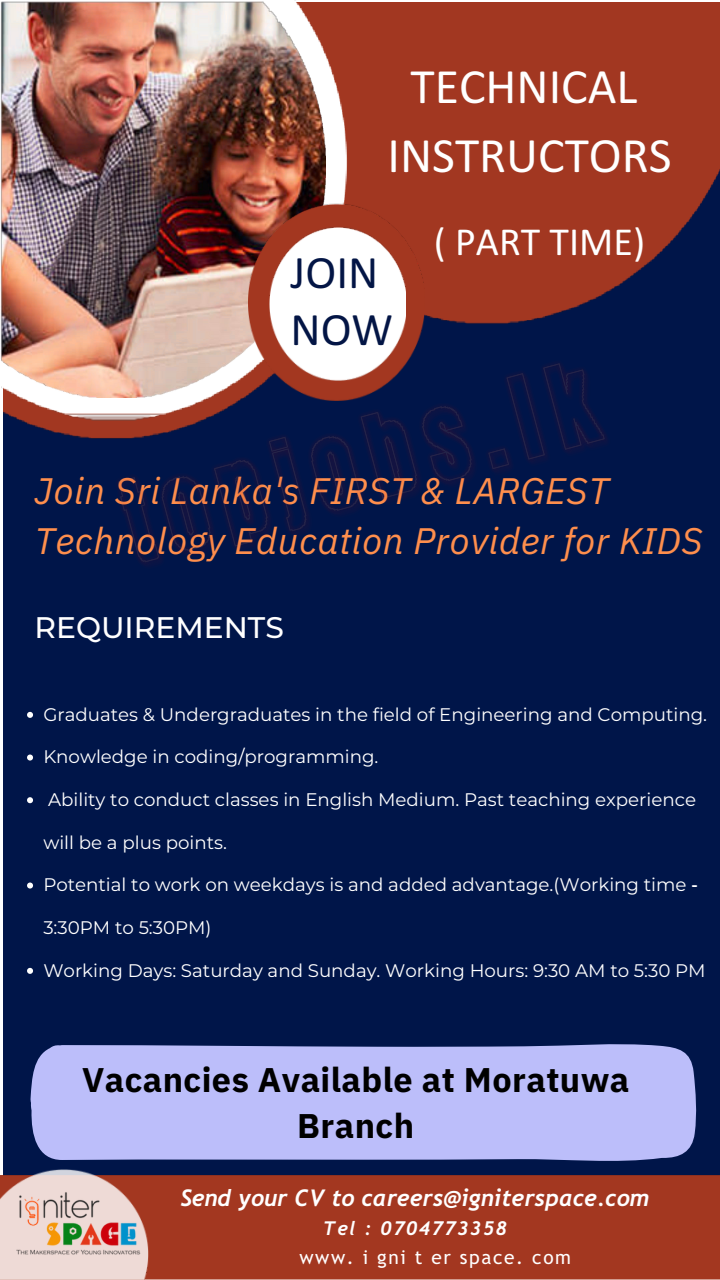 TECHNICAL
INSTRUCTORS
( PART TIME)
JOIN
NOW
topjobs.lk
Join Sri Lanka's FIRST & LARGEST
Technology Education Provider for KIDS
REQUIREMENTS
• Graduates & Undergraduates in the field of Engineering and Computing.
• Knowledge in coding/programming.
• Ability to conduct classes in English Medium. Past teaching experience
will be a plus points.
• Potential to work on weekdays is and added advantage.(Working time -
3:30PM to 5:30PM)
• Working Days: Saturday and Sunday. Working Hours: 9:30 AM to 5:30 PM
Vacancies Available at Moratuwa
Branch
igniter
SPACE
THE MAKERSPACE OF YOUNG INNOVATORS
Send your CV to careers@igniterspace.com
Tel : 0704773358
www. i gni t er space. com